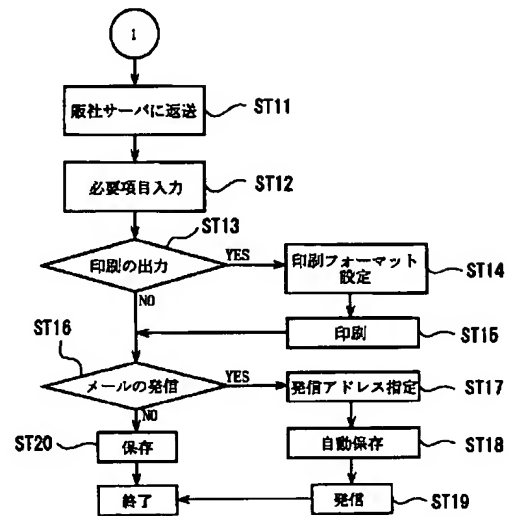 1
販社サーバに返送
ST11
必要項目入力
ST12
ST13
印刷の出力
YES
NO
印刷フォーマット
設定
ST14
印刷
ST15
ST16
メールの発信
YES
NO
発信アドレス指定
ST17
ST20
保存
自動保存
ST18
終了
発信
ST19